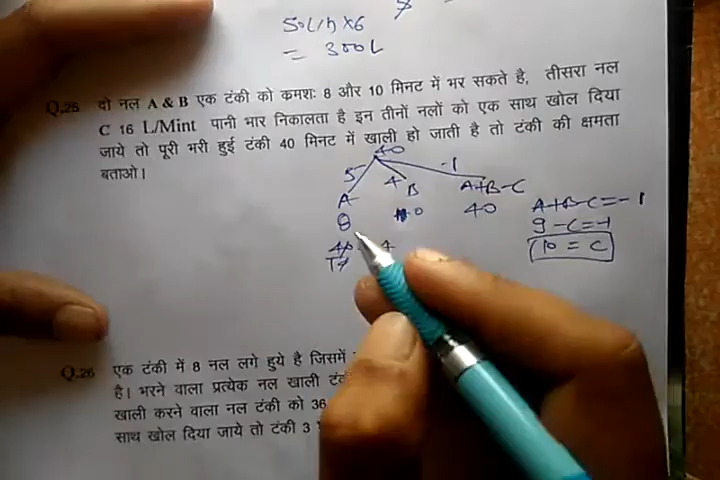 50L/h×6
= 300L
Q.25 दो नल A & B एक टंकी को क्रमशः 8 और 10 मिनट में भर सकते है, तीसरा नल
C 16 L/Mint पानी भार निकालता है इन तीनों नलों को एक साथ खोल दिया
जाये तो पूरी भरी हुई टंकी 40 मिनट में खाली हो जाती है तो टंकी की क्षमता
बताओ।
40
5 4 -1
A B A+B-C
8 10 40
A+B-C=-1
9-C=-1
10 = C
Q.26 एक टंकी में 8 नल लगे हुये है जिसमें
है। भरने वाला प्रत्येक नल खाली
खाली करने वाला नल टंकी को 36
साथ खोल दिया जाये तो टंकी 3